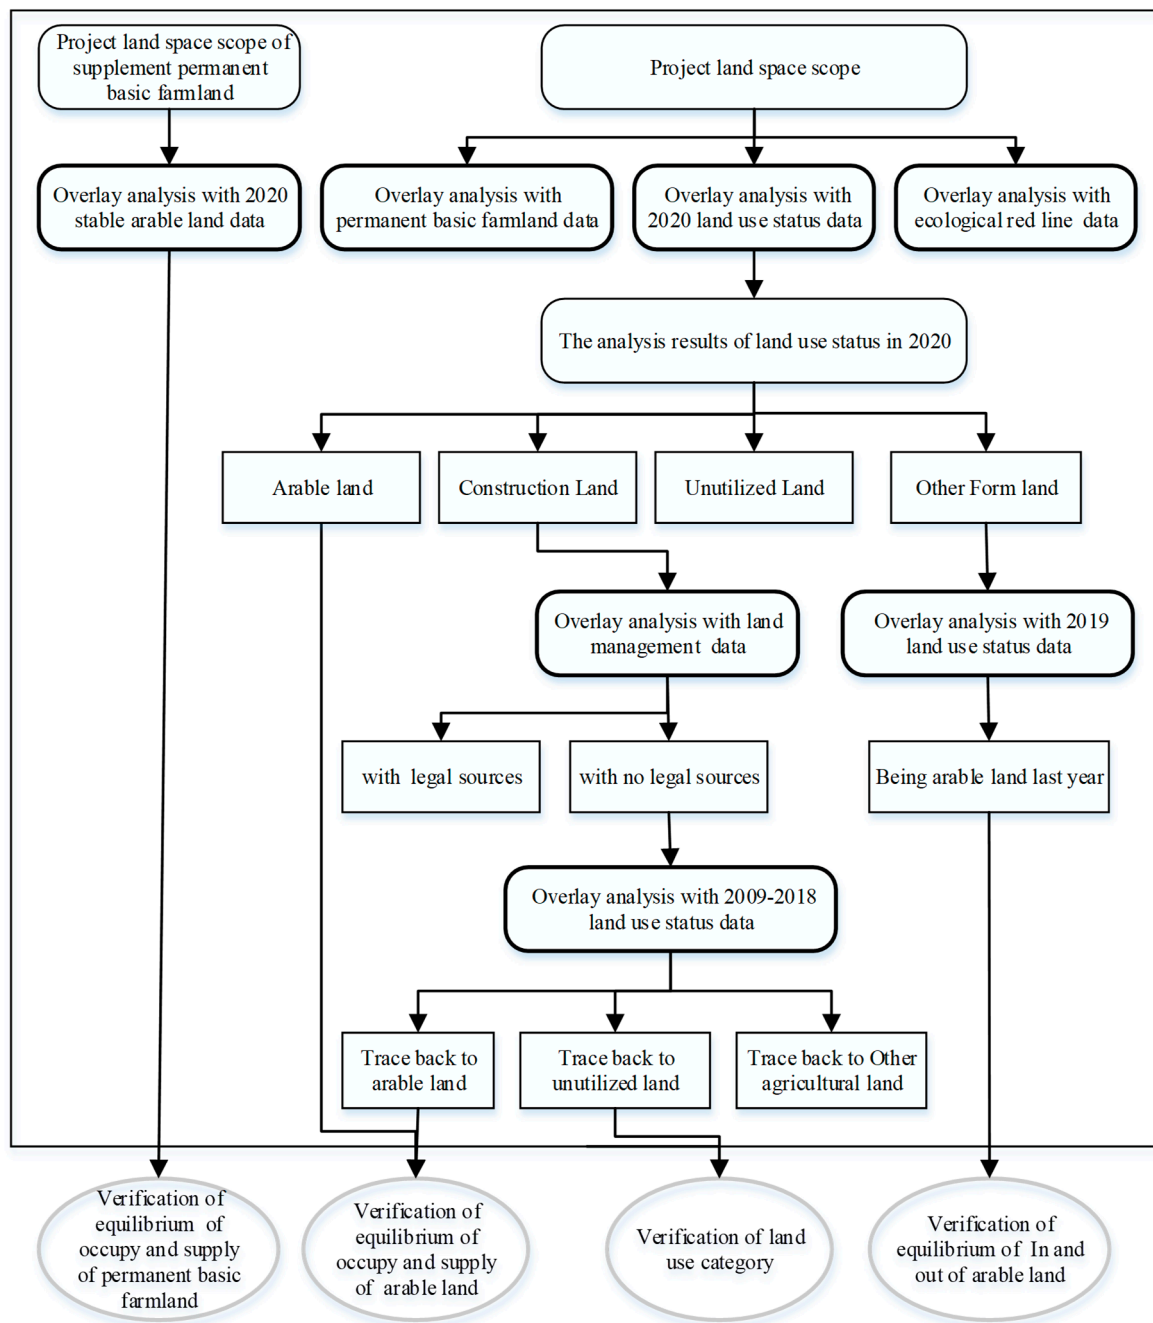 Project land space scope of
supplement permanent
basic farmland
Project land space scope
Overlay analysis with 2020
stable arable land data
Overlay analysis with
permanent basic farmland data
Overlay analysis with
2020 land use status data
Overlay analysis with
ecological red line data
The analysis results of land use status in 2020
Arable land
Construction Land
Unutilized Land
Other Form land
Overlay analysis with land
management data
Overlay analysis with 2019
land use status data
with legal sources
with no legal sources
Being arable land last year
Overlay analysis with 2009-2018
land use status data
Trace back to
arable land
Trace back to
unutilized land
Trace back to Other
agricultural land
Verification of
equilibrium of
occupy and supply
of permanent basic
farmland
Verification of
equilibrium of
occupy and supply
of arable land
Verification of land
use category
Verification of
equilibrium of In and
out of arable land